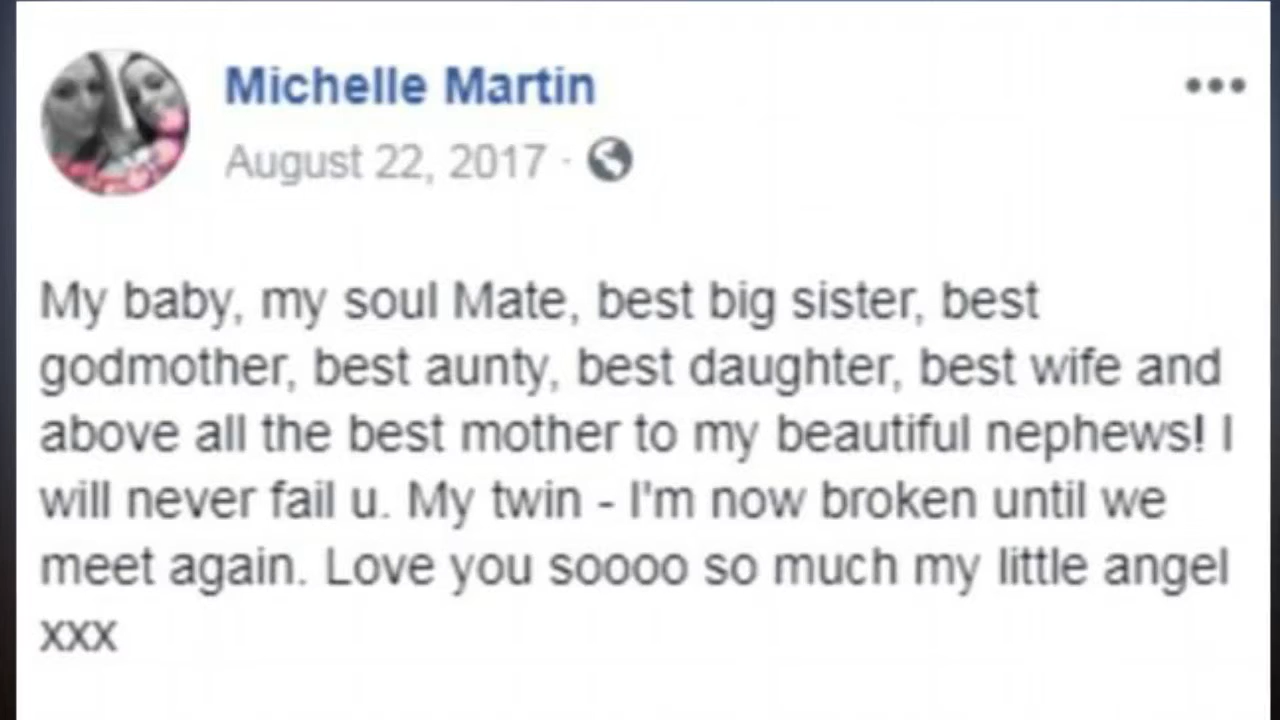 Michelle Martin
August 22, 2017 ·
My baby, my soul Mate, best big sister, best
godmother, best aunty, best daughter, best wife and
above all the best mother to my beautiful nephews! I
will never fail u. My twin - I'm now broken until we
meet again. Love you soooo so much my little angel
xxx